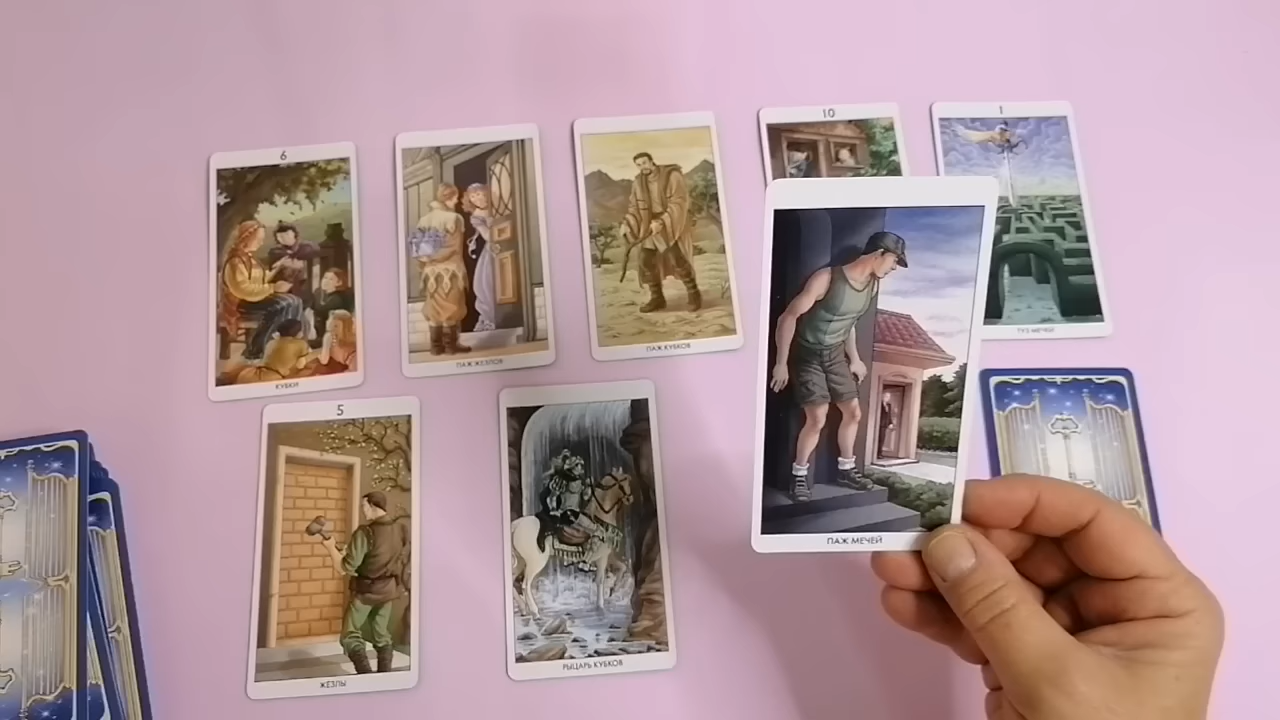 6
КУБКИ
ПАЖ ЖЕЗЛОВ
ПАЖ КУБКОВ
10
1
ТУЗ МЕЧЕЙ
5
ЖЕЗЛЫ
РЫЦАРЬ КУБКОВ
ПАЖ МЕЧЕЙ